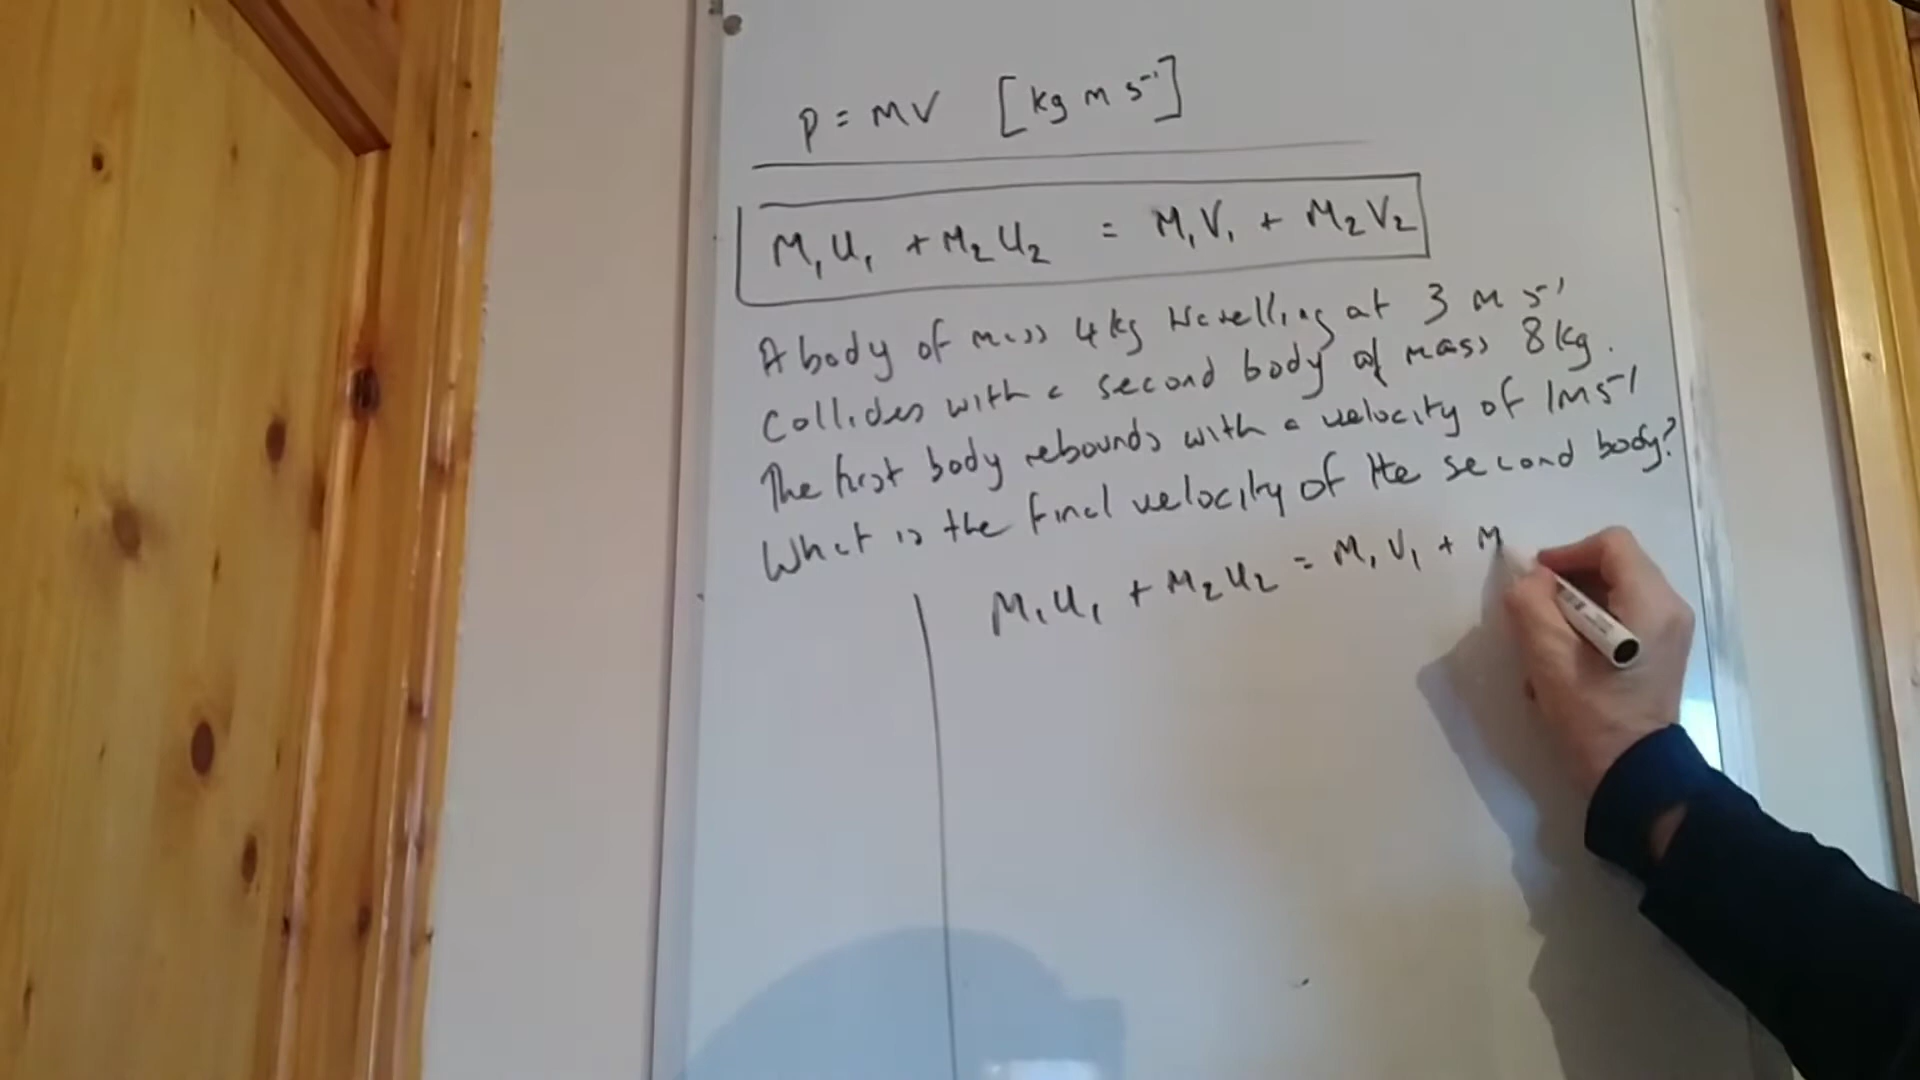 p = mv [kg m s⁻¹]
M₁U₁ + M₂U₂ = M₁V₁ + M₂V₂
A body of mass 4kg travelling at 3 m s⁻¹
Collides with a second body of mass 8kg.
The first body rebounds with a velocity of 1ms⁻¹
What is the final velocity of the second body?
M₁U₁ + M₂U₂ = M₁V₁ + M